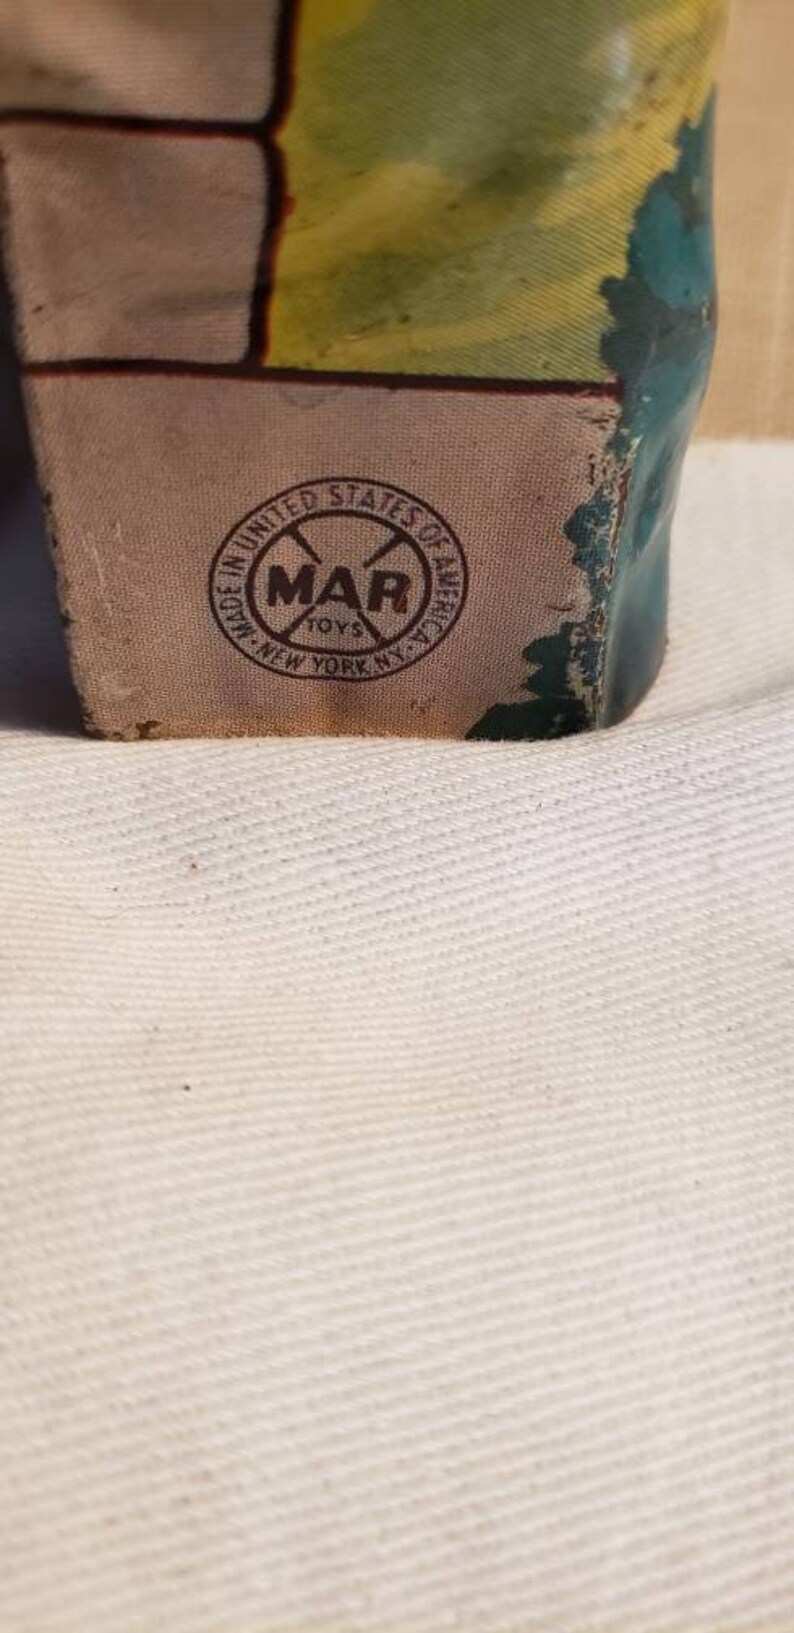 MADE IN UNITED STATES OF AMERICA
MAR
TOYS
NEW YORK, N.Y.